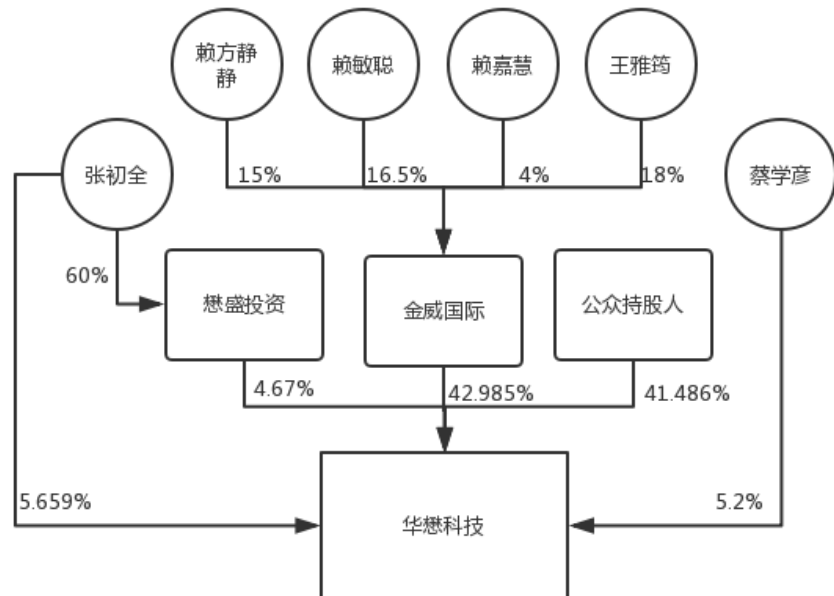 赖方静
静
赖敏聪
赖嘉慧
王雅筠
张初全
15%
16.5%
4%
18%
蔡学彦
60%
懋盛投资
金威国际
公众持股人
4.67%
42.985%
41.486%
5.659%
华懋科技
5.2%